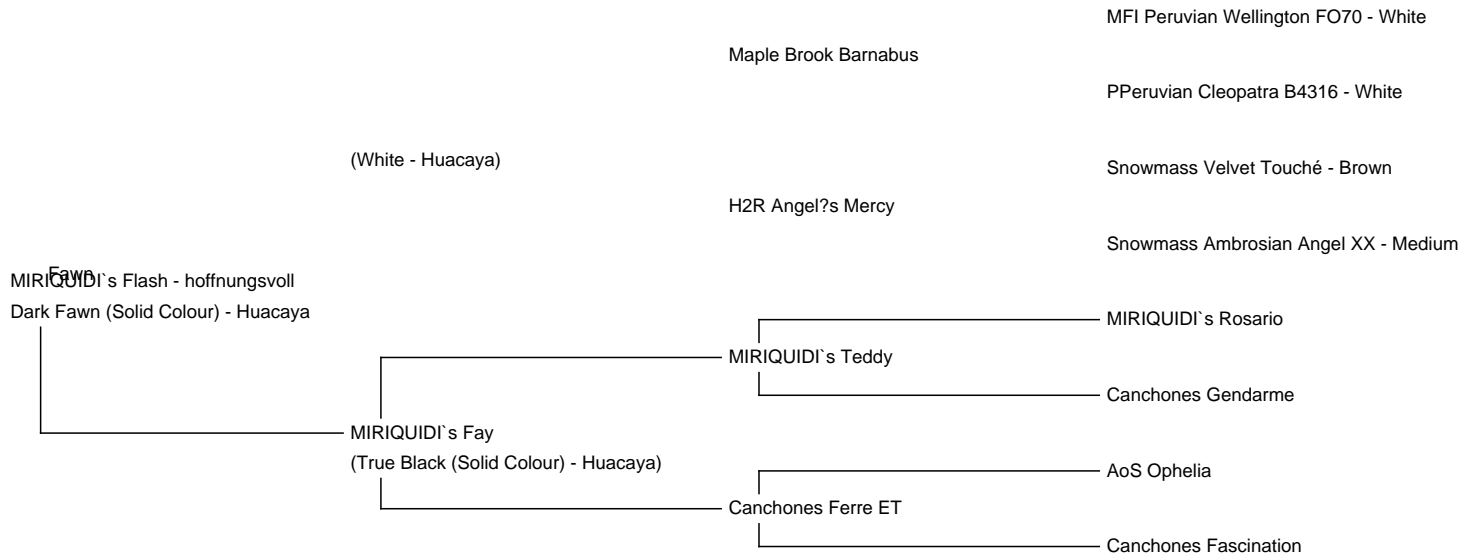 MFI Peruvian Wellington FO70 - White
Maple Brook Barnabus
PPeruvian Cleopatra B4316 - White
(White - Huacaya)
Snowmass Velvet Touché - Brown
H2R Angel?s Mercy
Snowmass Ambrosian Angel XX - Medium
Fawn
MIRIQUIDI`s Flash - hoffnungsvoll
Dark Fawn (Solid Colour) - Huacaya
MIRIQUIDI`s Rosario
MIRIQUIDI`s Teddy
Canchones Gendarme
MIRIQUIDI`s Fay
(True Black (Solid Colour) - Huacaya)
AoS Ophelia
Canchones Ferre ET
Canchones Fascination